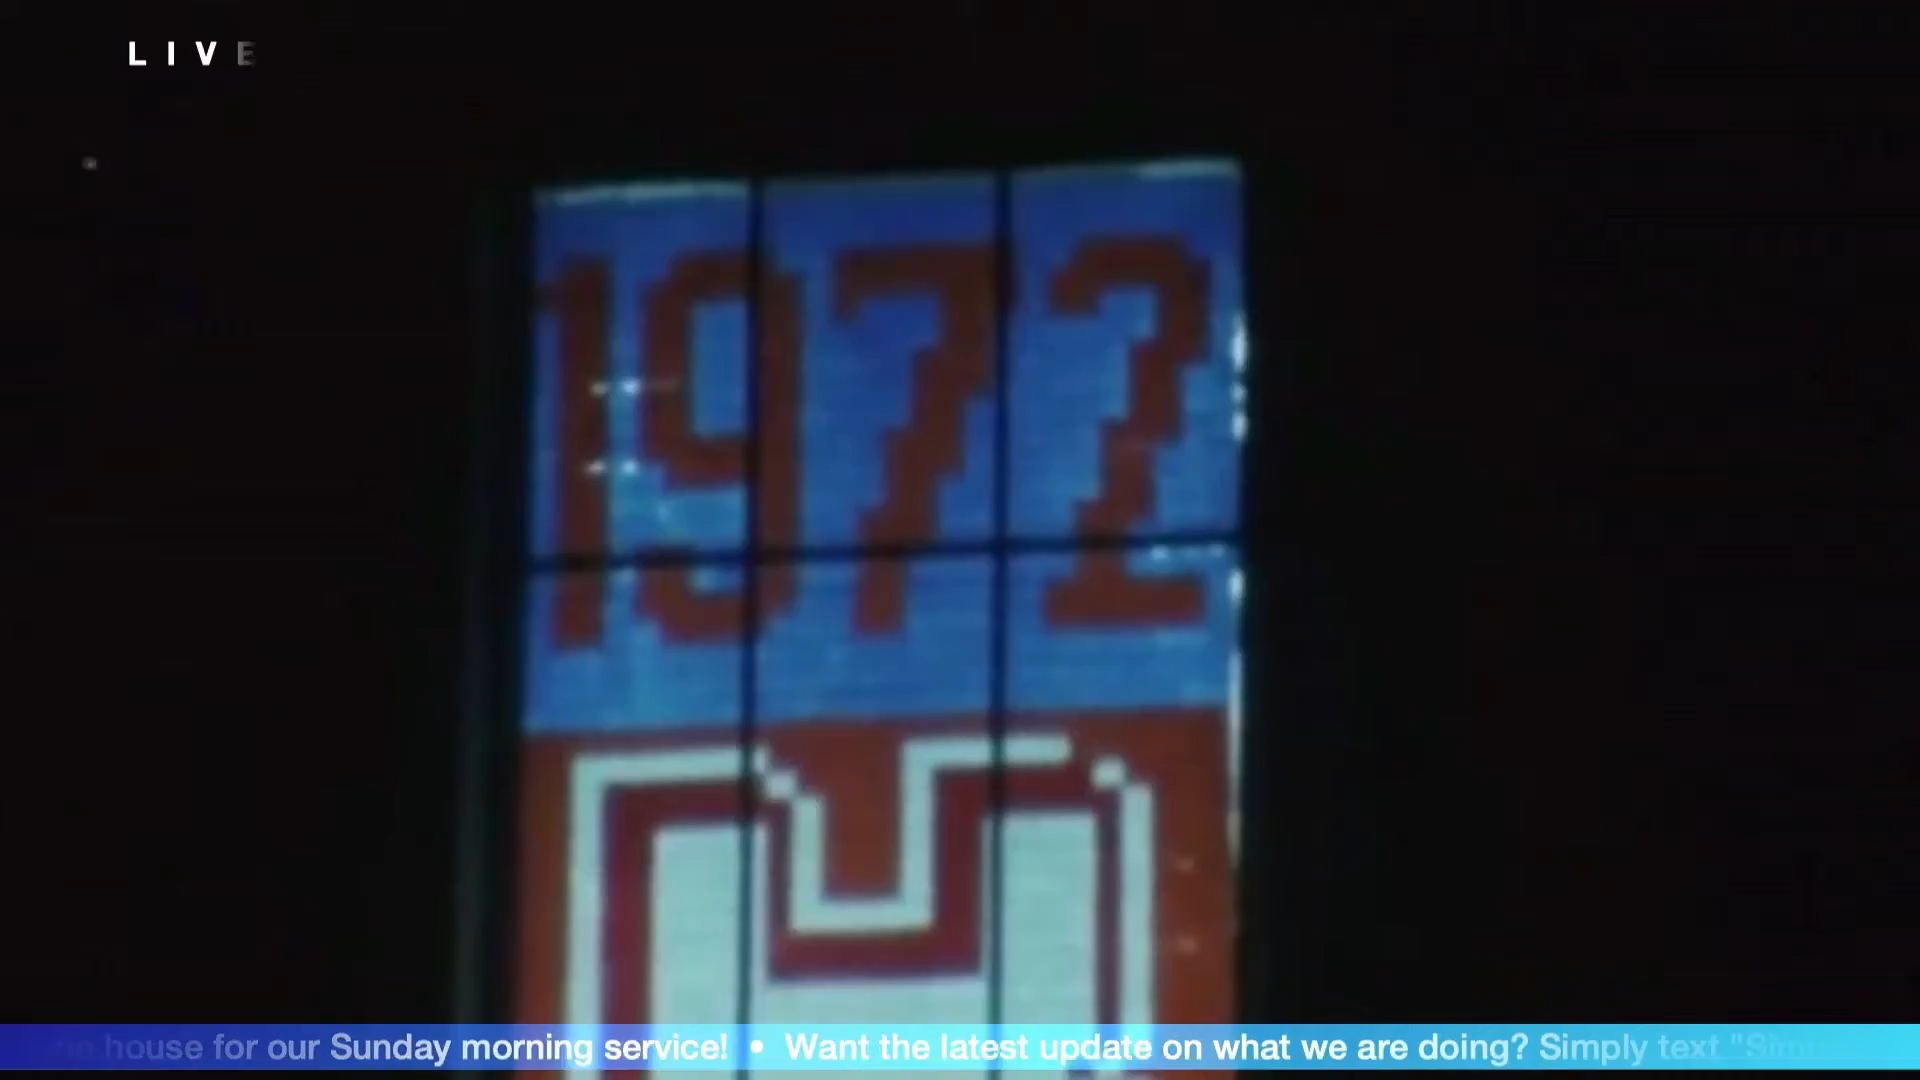 LIVE
1972
house for our Sunday morning service! • Want the latest update on what we are doing? Simply text